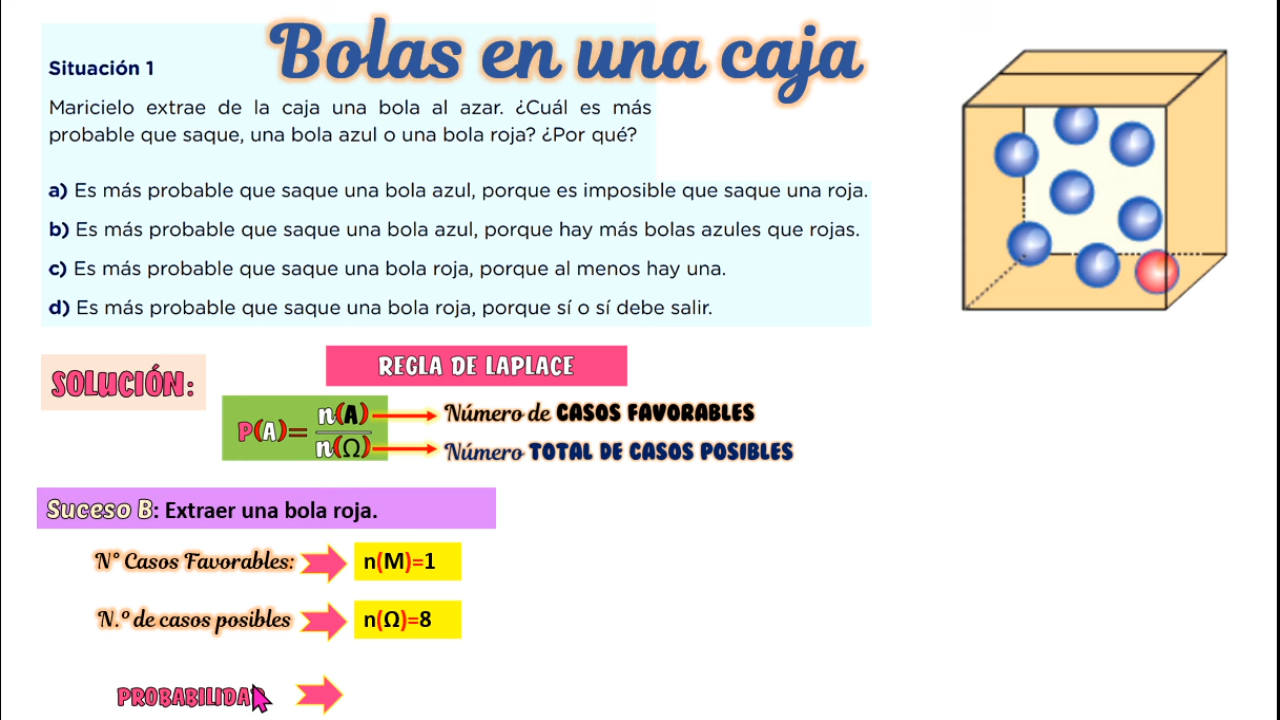 Bolas en una caja
Situación 1
Maricielo extrae de la caja una bola al azar. ¿Cuál es más
probable que saque, una bola azul o una bola roja? ¿Por qué?
a) Es más probable que saque una bola azul, porque es imposible que saque una roja.
b) Es más probable que saque una bola azul, porque hay más bolas azules que rojas.
c) Es más probable que saque una bola roja, porque al menos hay una.
d) Es más probable que saque una bola roja, porque sí o sí debe salir.
SOLUCIÓN:
REGLA DE LAPLACE
P(A)= n(A) / n(Ω)
Número de CASOS FAVORABLES
Número TOTAL DE CASOS POSIBLES
Suceso B: Extraer una bola roja.
N° Casos Favorables:
n(M)=1
N.º de casos posibles
n(Ω)=8
PROBABILIDAD